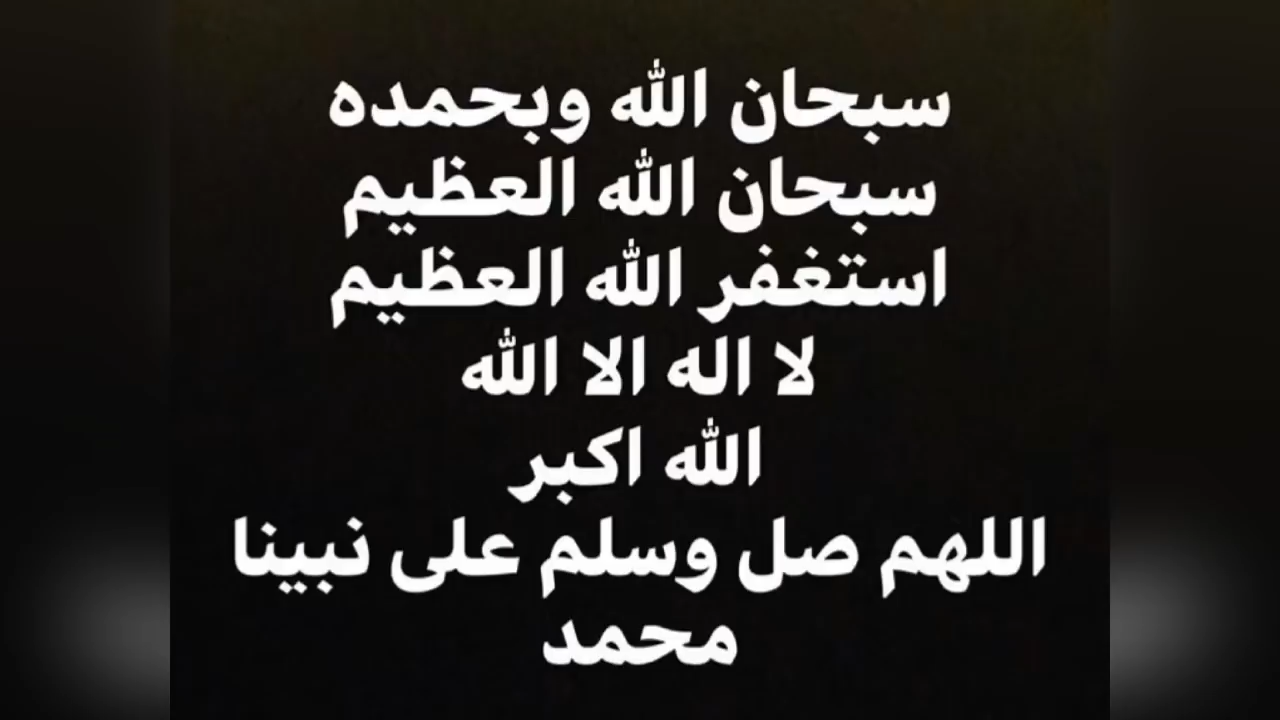 سبحان الله وبحمده
سبحان الله العظيم
استغفر الله العظيم
لا اله الا الله
الله اكبر
اللهم صل وسلم على نبينا
محمد